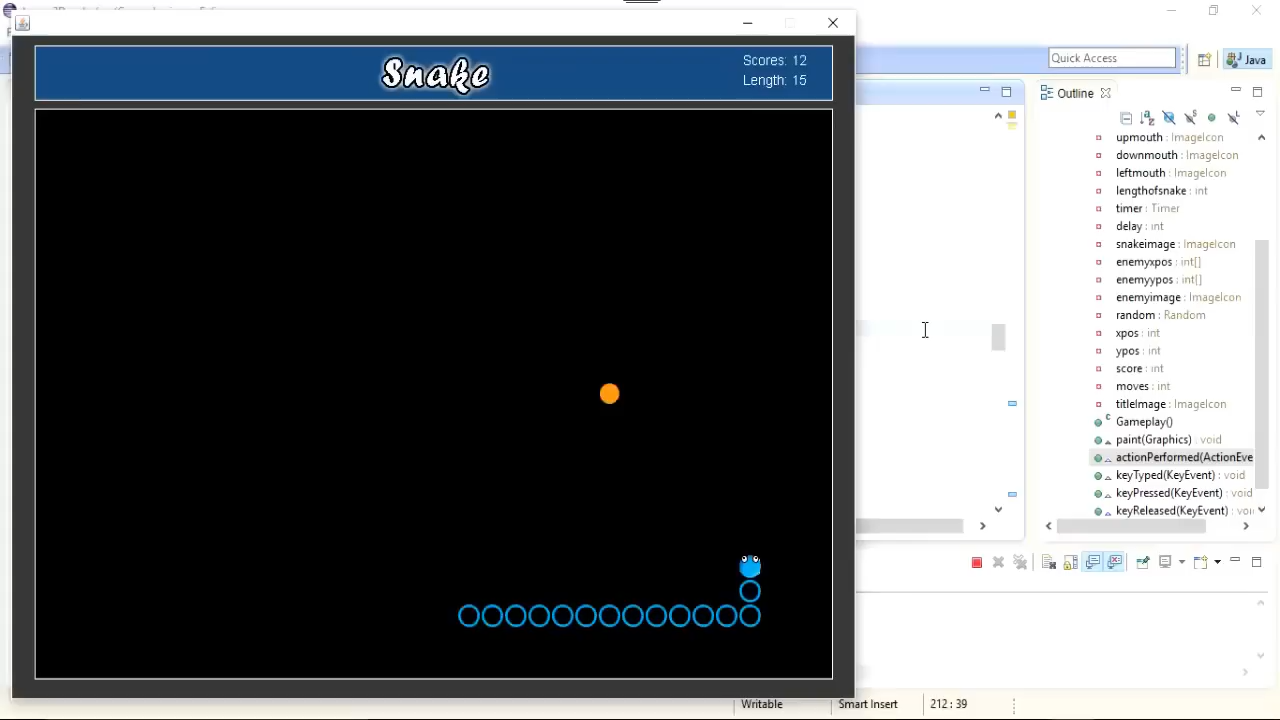 Snake
Scores: 12
Length: 15
Quick Access
Java
Outline
upmouth : ImageIcon
downmouth : ImageIcon
leftmouth : ImageIcon
lengthofsnake : int
timer : Timer
delay : int
snakeimage : ImageIcon
enemyxpos : int[]
enemyypos : int[]
enemyimage : ImageIcon
random : Random
xpos : int
ypos : int
score : int
moves : int
titleImage : ImageIcon
Gameplay()
paint(Graphics) : void
actionPerformed(ActionEve
keyTyped(KeyEvent) : void
keyPressed(KeyEvent) : void
keyReleased(KeyEvent) : voi
Writable
Smart Insert
212 : 39